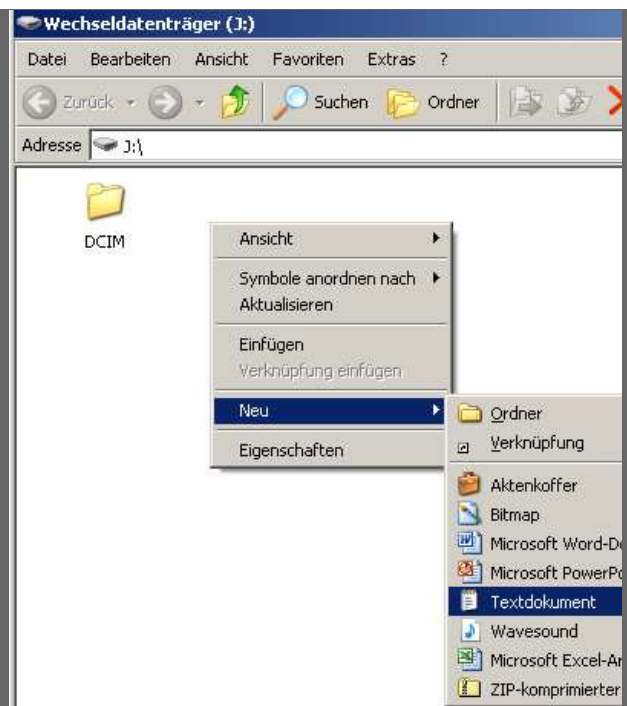 Wechseldatenträger (J:)
Datei Bearbeiten Ansicht Favoriten Extras ?
Zurück Suchen Ordner
Adresse J:\
DCIM
Ansicht
Symbole anordnen nach
Aktualisieren
Einfügen
Verknüpfung einfügen
Neu
Eigenschaften
Ordner
Verknüpfung
Aktenkoffer
Bitmap
Microsoft Word-D
Microsoft PowerP
Textdokument
Wavesound
Microsoft Excel-Ar
ZIP-komprimierter